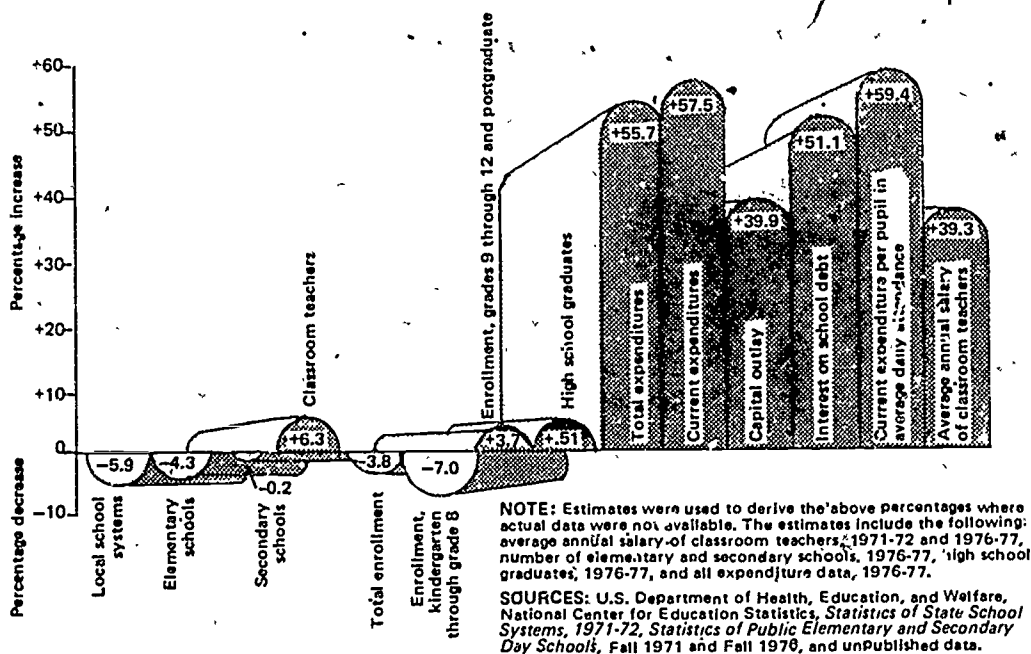 +60
+50
+40
+30
+20
+10
0
−10
Percentage increase
Percentage decrease
−5.9
−4.3
−0.2
+6.3
−3.8
−7.0
+3.7
+.51
+55.7
+57.5
+39.9
+51.1
+59.4
+39.3
Local school
systems
Elementary
schools
Secondary
schools
Classroom teachers
Total enrollment
Enrollment,
kindergarten
through grade 8
Enrollment, grades 9 through 12 and postgraduate
High school graduates
Total expenditures
Current expenditures
Capital outlay
Interest on school debt
Current expenditura per pupil in
average daily attendance
Average annual salary
of classroom teachers
NOTE: Estimates were used to derive the above percentages where
actual data were not available. The estimates include the following:
average annual salary of classroom teachers, 1971-72 and 1976-77,
number of elementary and secondary schools, 1976-77, high school
graduates, 1976-77, and all expenditure data, 1976-77.
SOURCES: U.S. Department of Health, Education, and Welfare,
National Center for Education Statistics, Statistics of State School
Systems, 1971-72, Statistics of Public Elementary and Secondary
Day Schools, Fall 1971 and Fall 1976, and unpublished data.